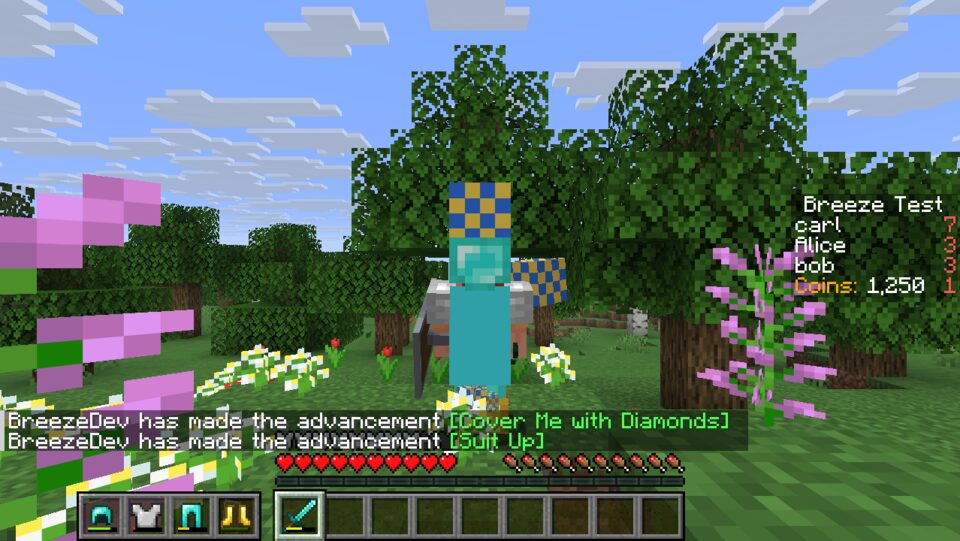 Breeze Test
carl 7
Alice 3
bob 3
Coins: 1,250 1
BreezeDev has made the advancement [Cover Me with Diamonds]
BreezeDev has made the advancement [Suit Up]